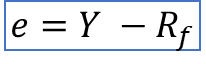 e = Y − R_f